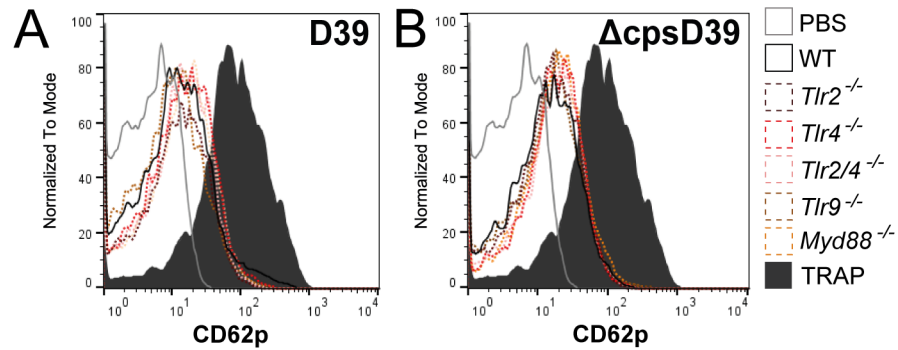 A
D39
Normalized To Mode
100
80
60
40
20
0
10^0 10^1 10^2 10^3 10^4
CD62p
B
ΔcpsD39
Normalized To Mode
100
80
60
40
20
0
10^0 10^1 10^2 10^3 10^4
CD62p
PBS
WT
Tlr2 -/-
Tlr4 -/-
Tlr2/4 -/-
Tlr9 -/-
Myd88 -/-
TRAP